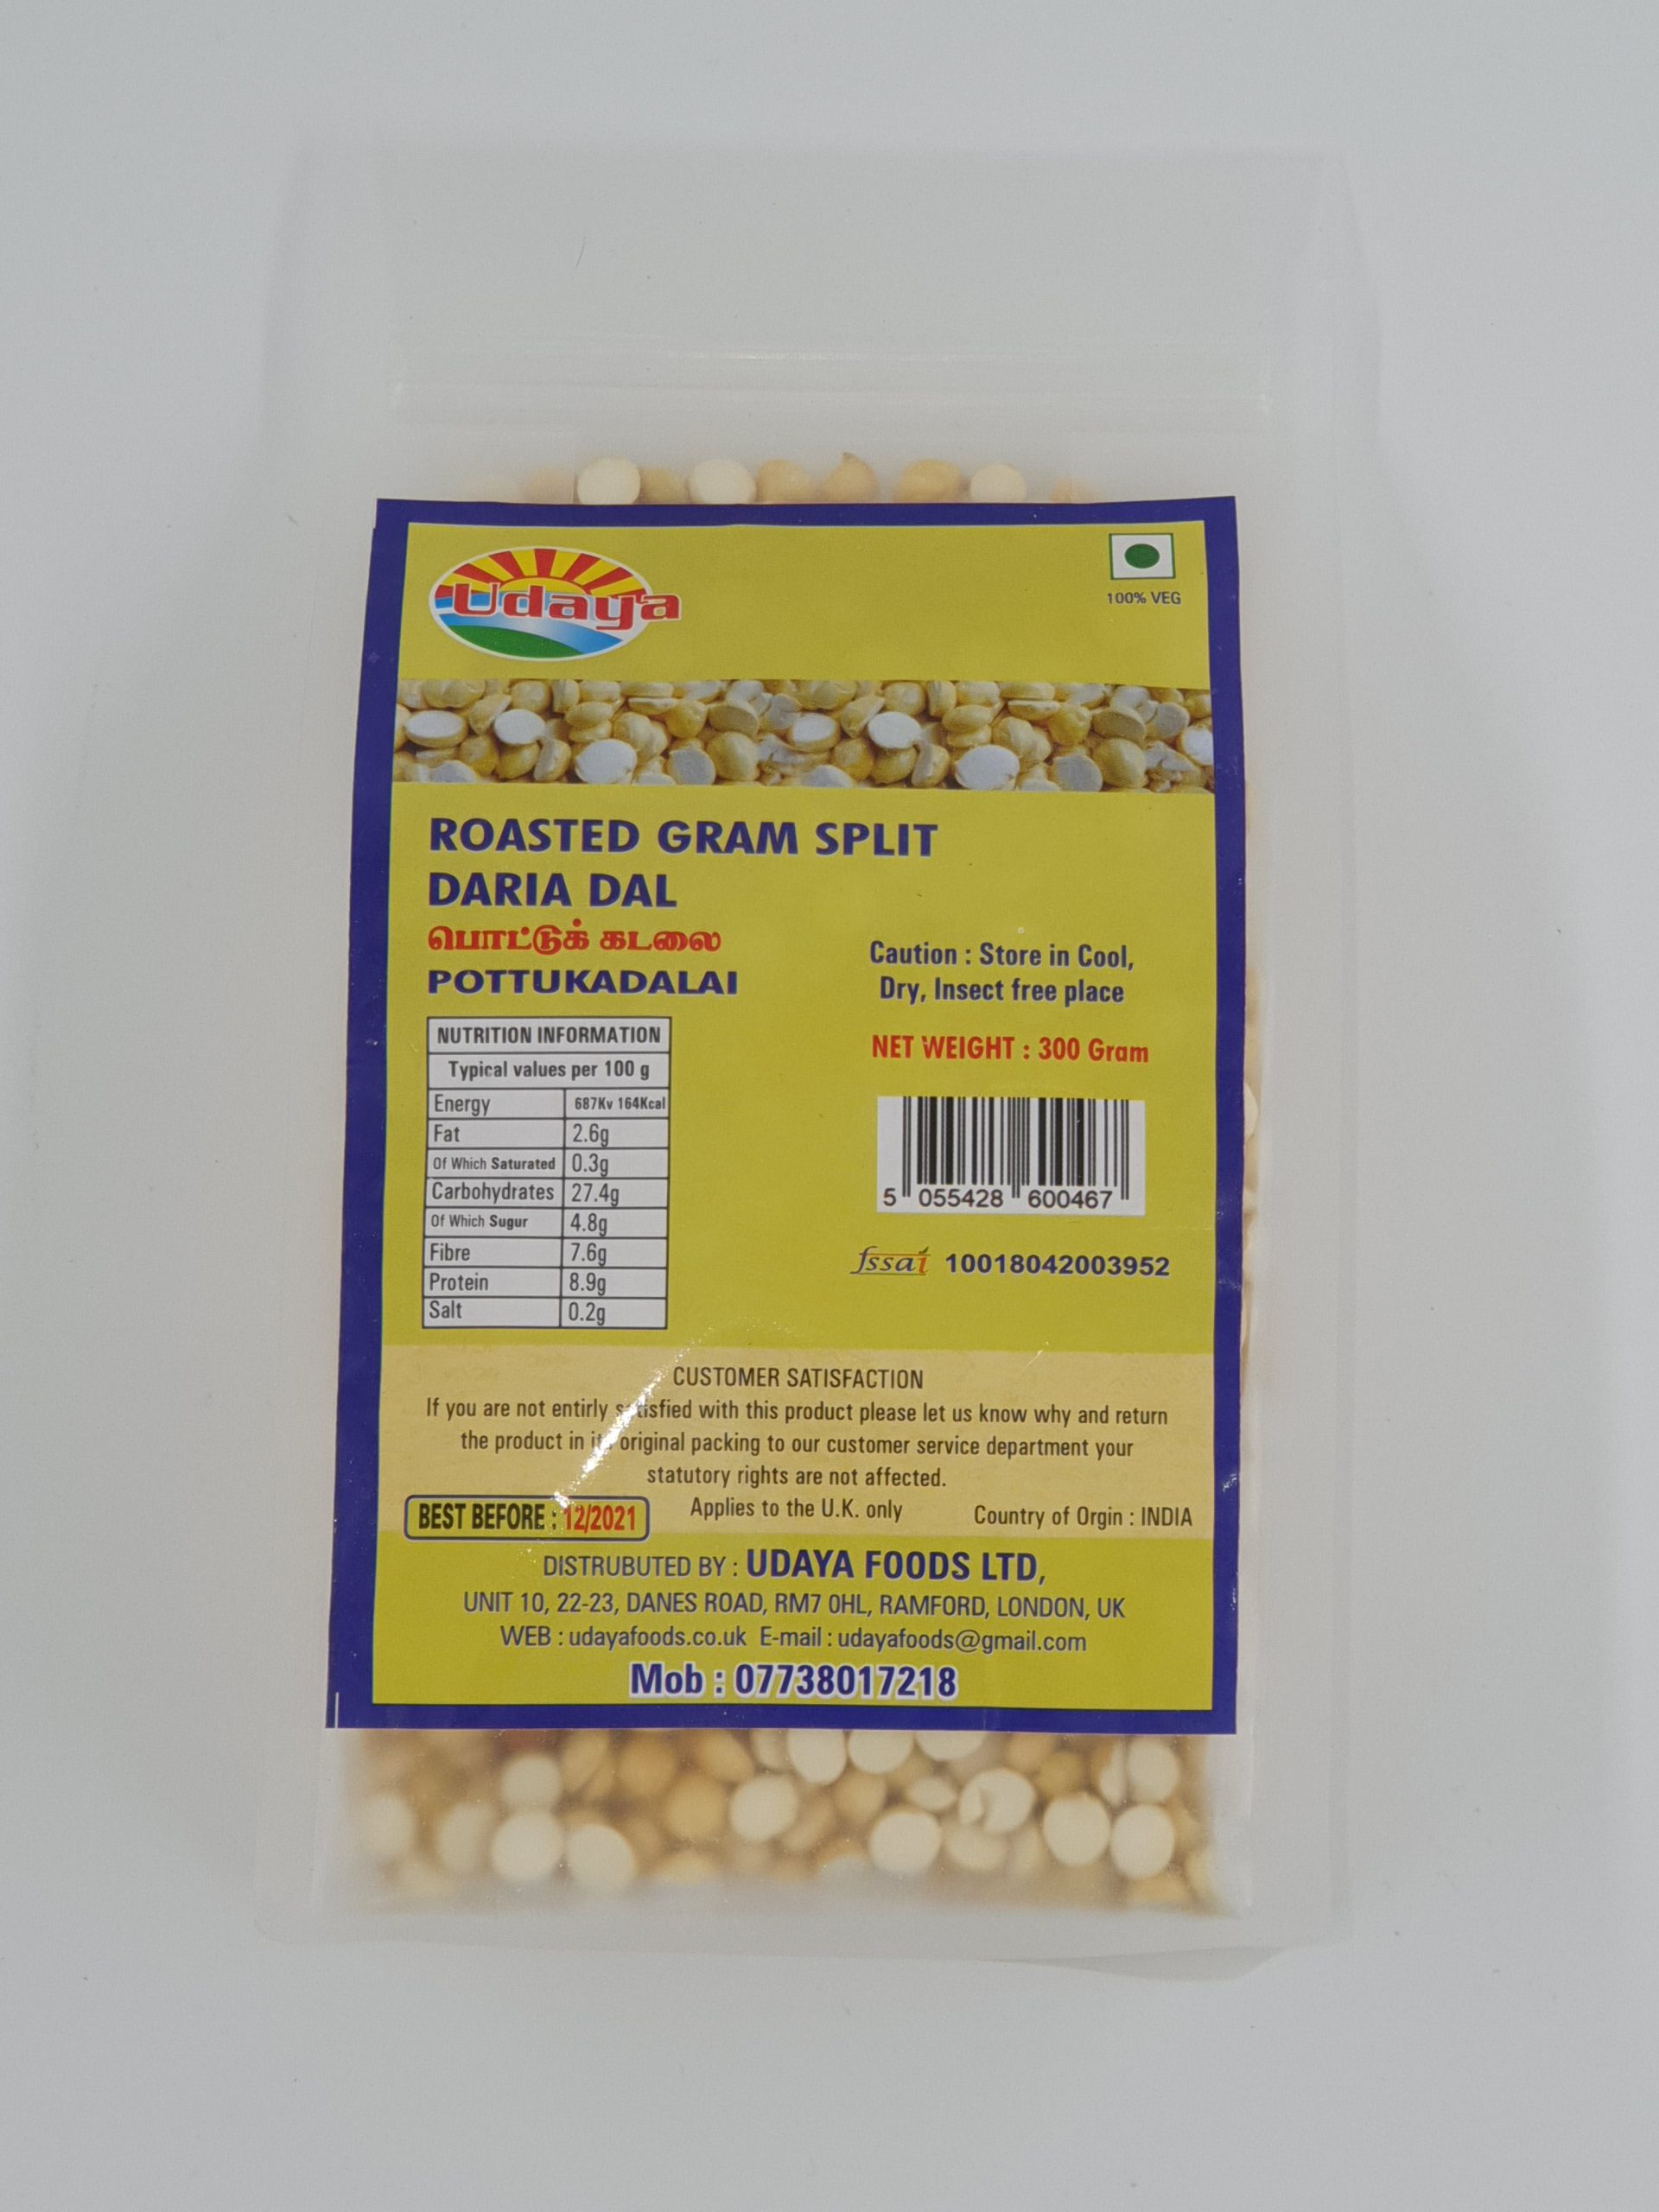 Udaya
100% VEG
ROASTED GRAM SPLIT
DARIA DAL
பொட்டுக் கடலை
POTTUKADALAI
Caution : Store in Cool,
Dry, Insect free place
NET WEIGHT : 300 Gram
NUTRITION INFORMATION
Typical values per 100 g
Energy 687Kv 164Kcal
Fat 2.6g
Of Which Saturated 0.3g
Carbohydrates 27.4g
Of Which Sugur 4.8g
Fibre 7.6g
Protein 8.9g
Salt 0.2g
5 055428 600467
fssai 10018042003952
CUSTOMER SATISFACTION
If you are not entirly satisfied with this product please let us know why and return
the product in its original packing to our customer service department your
statutory rights are not affected.
BEST BEFORE : 12/2021
Applies to the U.K. only
Country of Orgin : INDIA
DISTRUBUTED BY : UDAYA FOODS LTD,
UNIT 10, 22-23, DANES ROAD, RM7 0HL, RAMFORD, LONDON, UK
WEB : udayafoods.co.uk E-mail : udayafoods@gmail.com
Mob : 07738017218